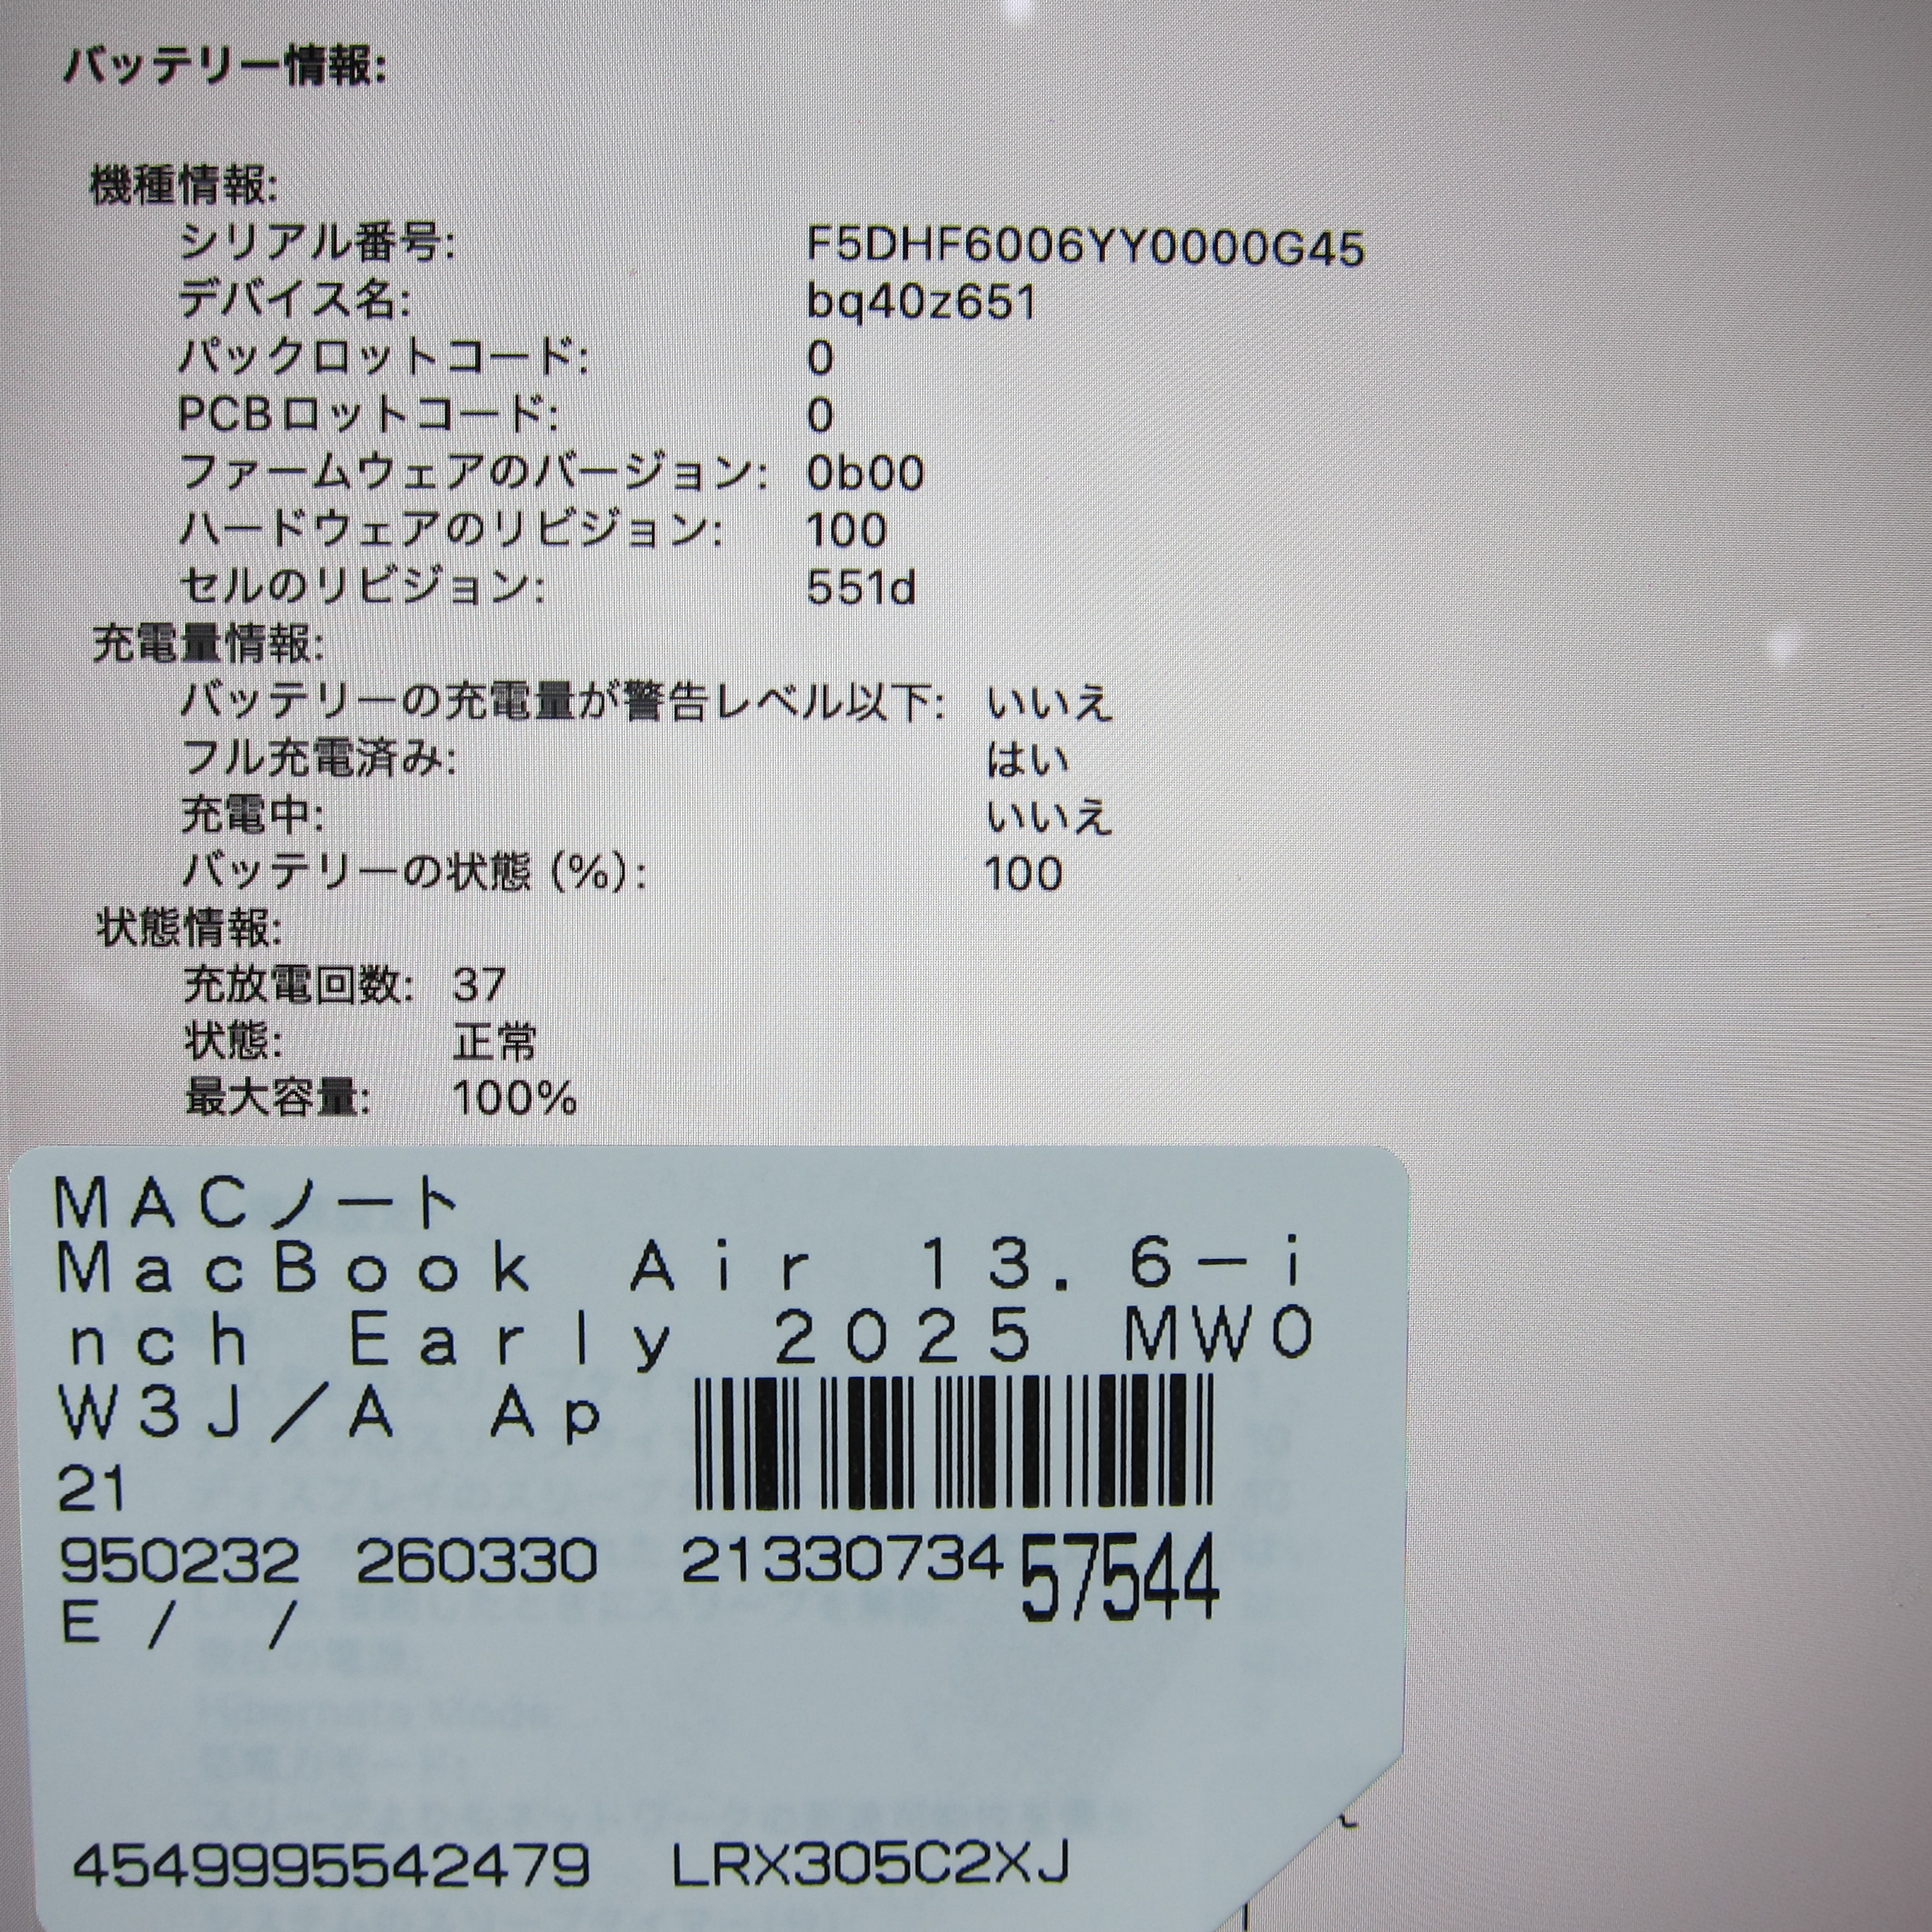 バッテリー情報:
機種情報:
シリアル番号: F5DHF6006YY0000G45
デバイス名: bq40z651
パックロットコード: 0
PCBロットコード: 0
ファームウェアのバージョン: 0b00
ハードウェアのリビジョン: 100
セルのリビジョン: 551d
充電量情報:
バッテリーの充電量が警告レベル以下: いいえ
フル充電済み: はい
充電中: いいえ
バッテリーの状態 (%): 100
状態情報:
充放電回数: 37
状態: 正常
最大容量: 100%
MACノート
MacBook Air 13.6-i
nch Early 2025 MW0
W3J/A Ap
21
950232 260330 21330734 57544
E / /
4549995542479 LRX305C2XJ